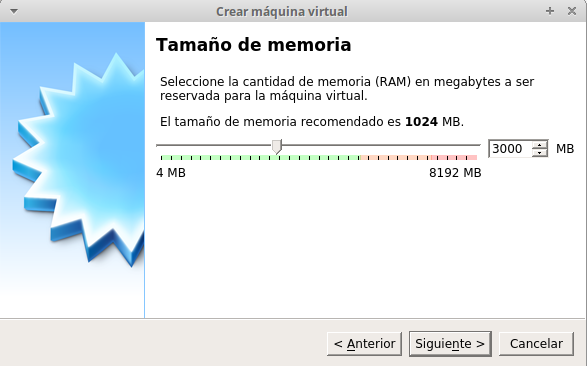 Crear máquina virtual
Tamaño de memoria
Seleccione la cantidad de memoria (RAM) en megabytes a ser
reservada para la máquina virtual.
El tamaño de memoria recomendado es 1024 MB.
3000 MB
4 MB 8192 MB
< Anterior Siguiente > Cancelar